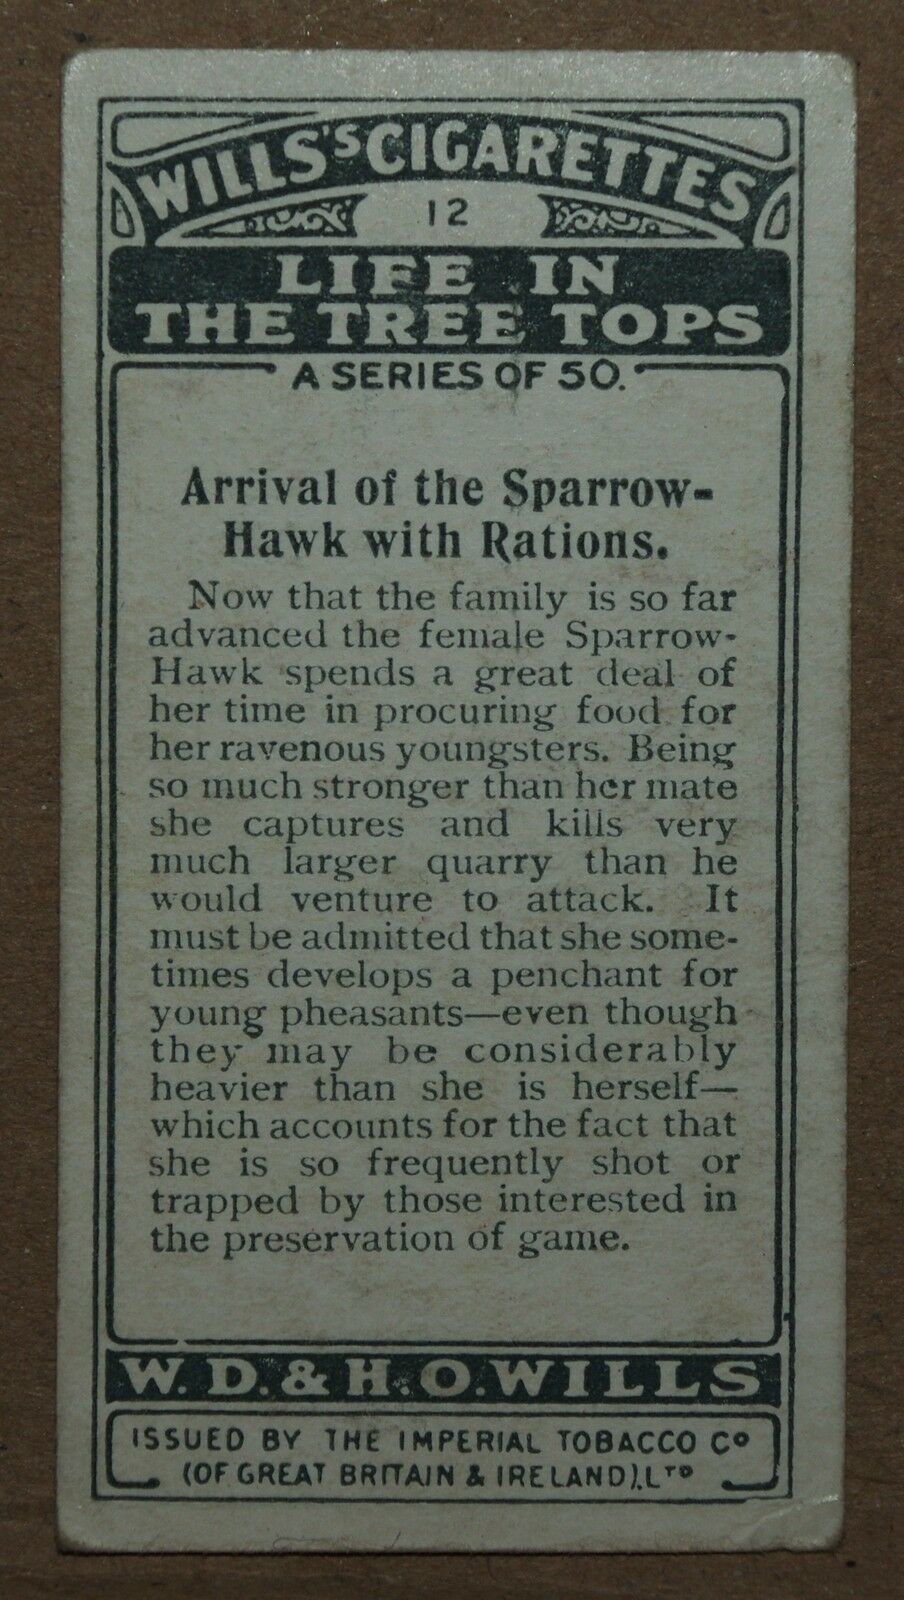 WILLS'S CIGARETTES
12
LIFE IN
THE TREE TOPS
A SERIES OF 50.
Arrival of the Sparrow-
Hawk with Rations.
Now that the family is so far
advanced the female Sparrow-
Hawk spends a great deal of
her time in procuring food for
her ravenous youngsters. Being
so much stronger than her mate
she captures and kills very
much larger quarry than he
would venture to attack. It
must be admitted that she some-
times develops a penchant for
young pheasants—even though
they may be considerably
heavier than she is herself—
which accounts for the fact that
she is so frequently shot or
trapped by those interested in
the preservation of game.
W.D.& H.O.WILLS
ISSUED BY THE IMPERIAL TOBACCO Cº
(OF GREAT BRITAIN & IRELAND), LTD